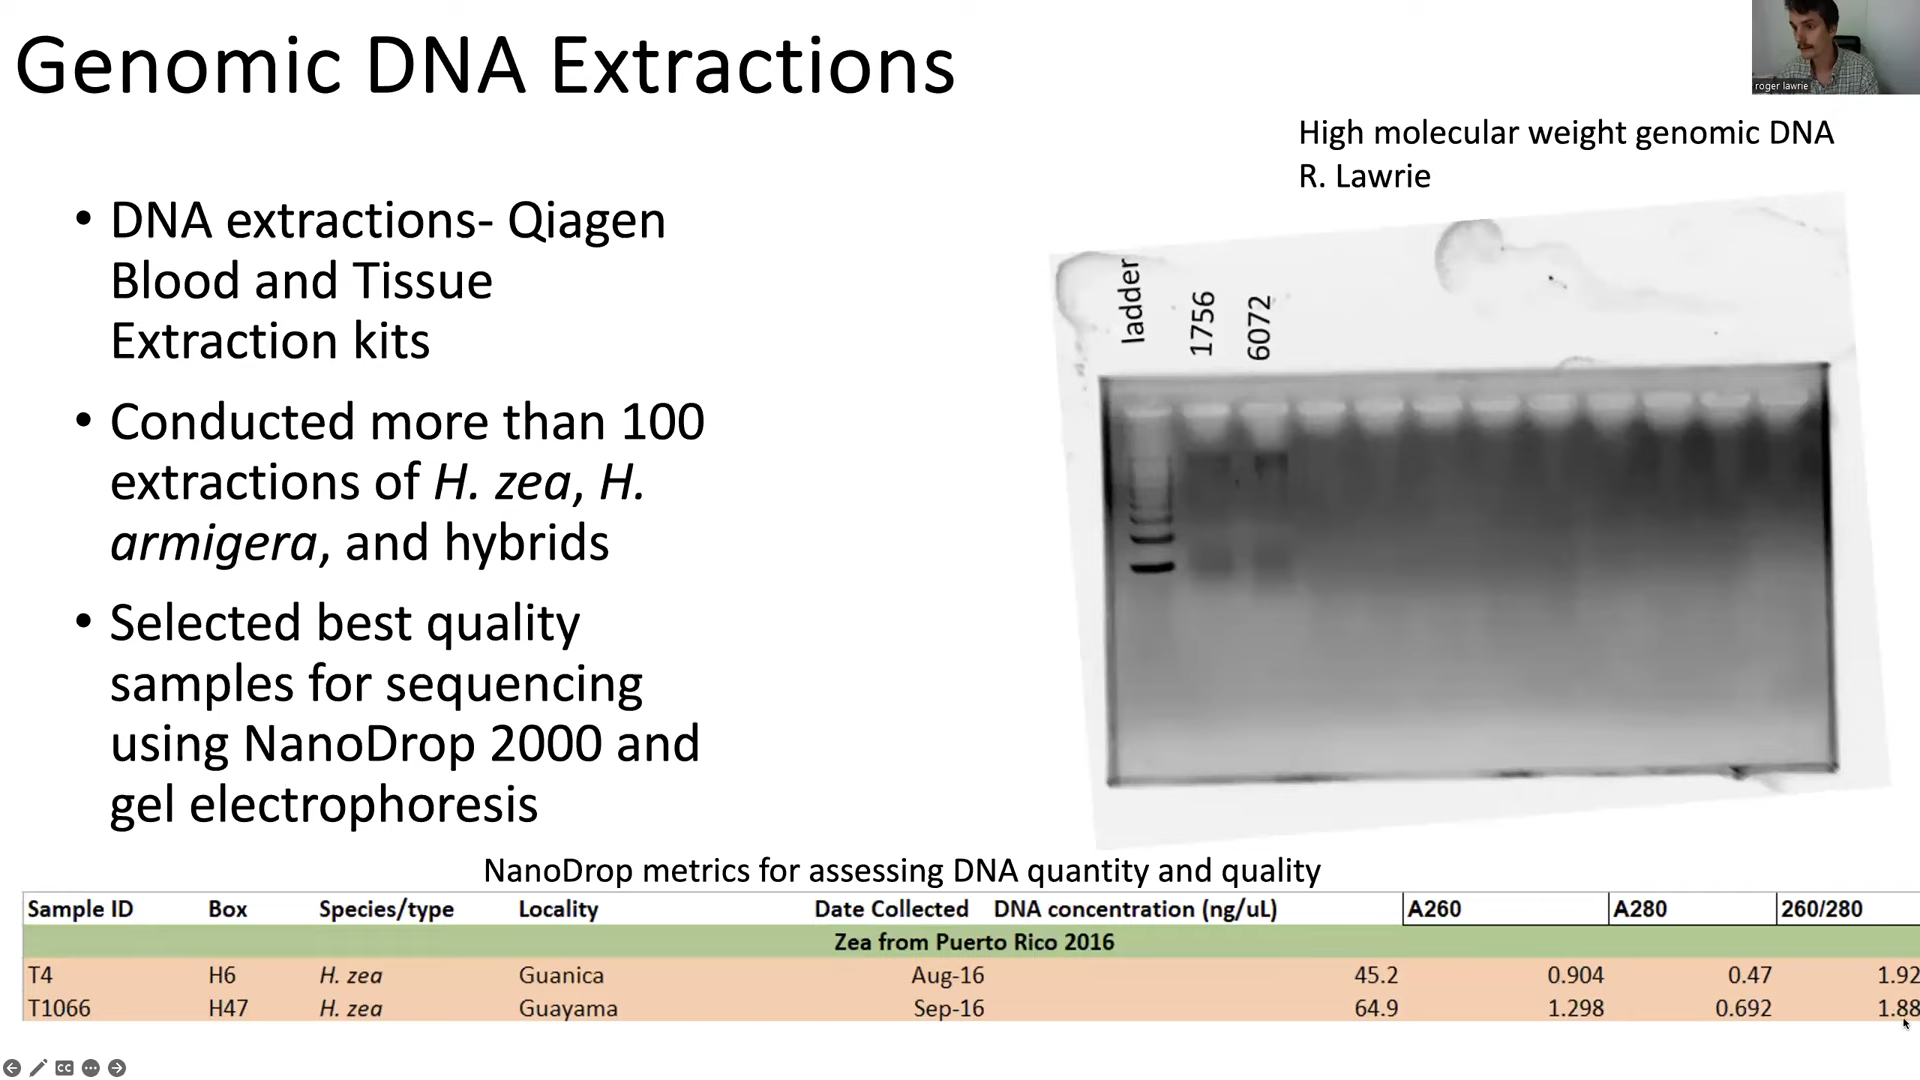 Genomic DNA Extractions
roger lawrie
High molecular weight genomic DNA
R. Lawrie
• DNA extractions- Qiagen
Blood and Tissue
Extraction kits
• Conducted more than 100
extractions of H. zea, H.
armigera, and hybrids
• Selected best quality
samples for sequencing
using NanoDrop 2000 and
gel electrophoresis
ladder
1756
6072
NanoDrop metrics for assessing DNA quantity and quality
Sample ID Box Species/type Locality Date Collected DNA concentration (ng/uL) A260 A280 260/280
Zea from Puerto Rico 2016
T4 H6 H. zea Guanica Aug-16 45.2 0.904 0.47 1.92
T1066 H47 H. zea Guayama Sep-16 64.9 1.298 0.692 1.88
CC